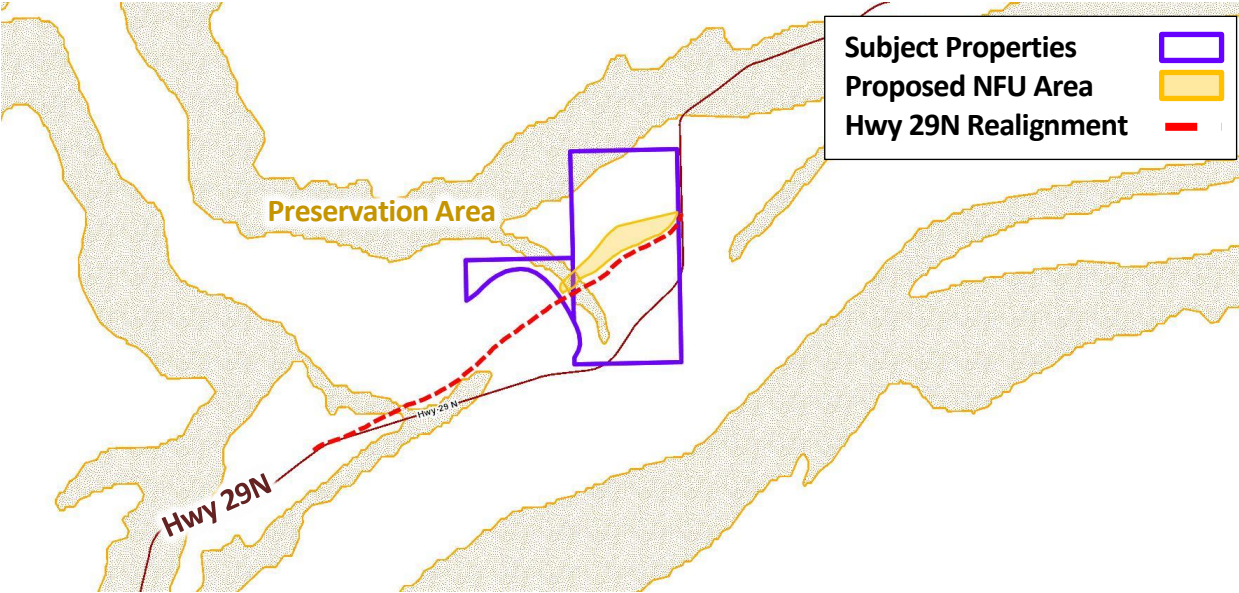 Subject Properties
Proposed NFU Area
Hwy 29N Realignment
Preservation Area
Hwy 29 N
Hwy 29N